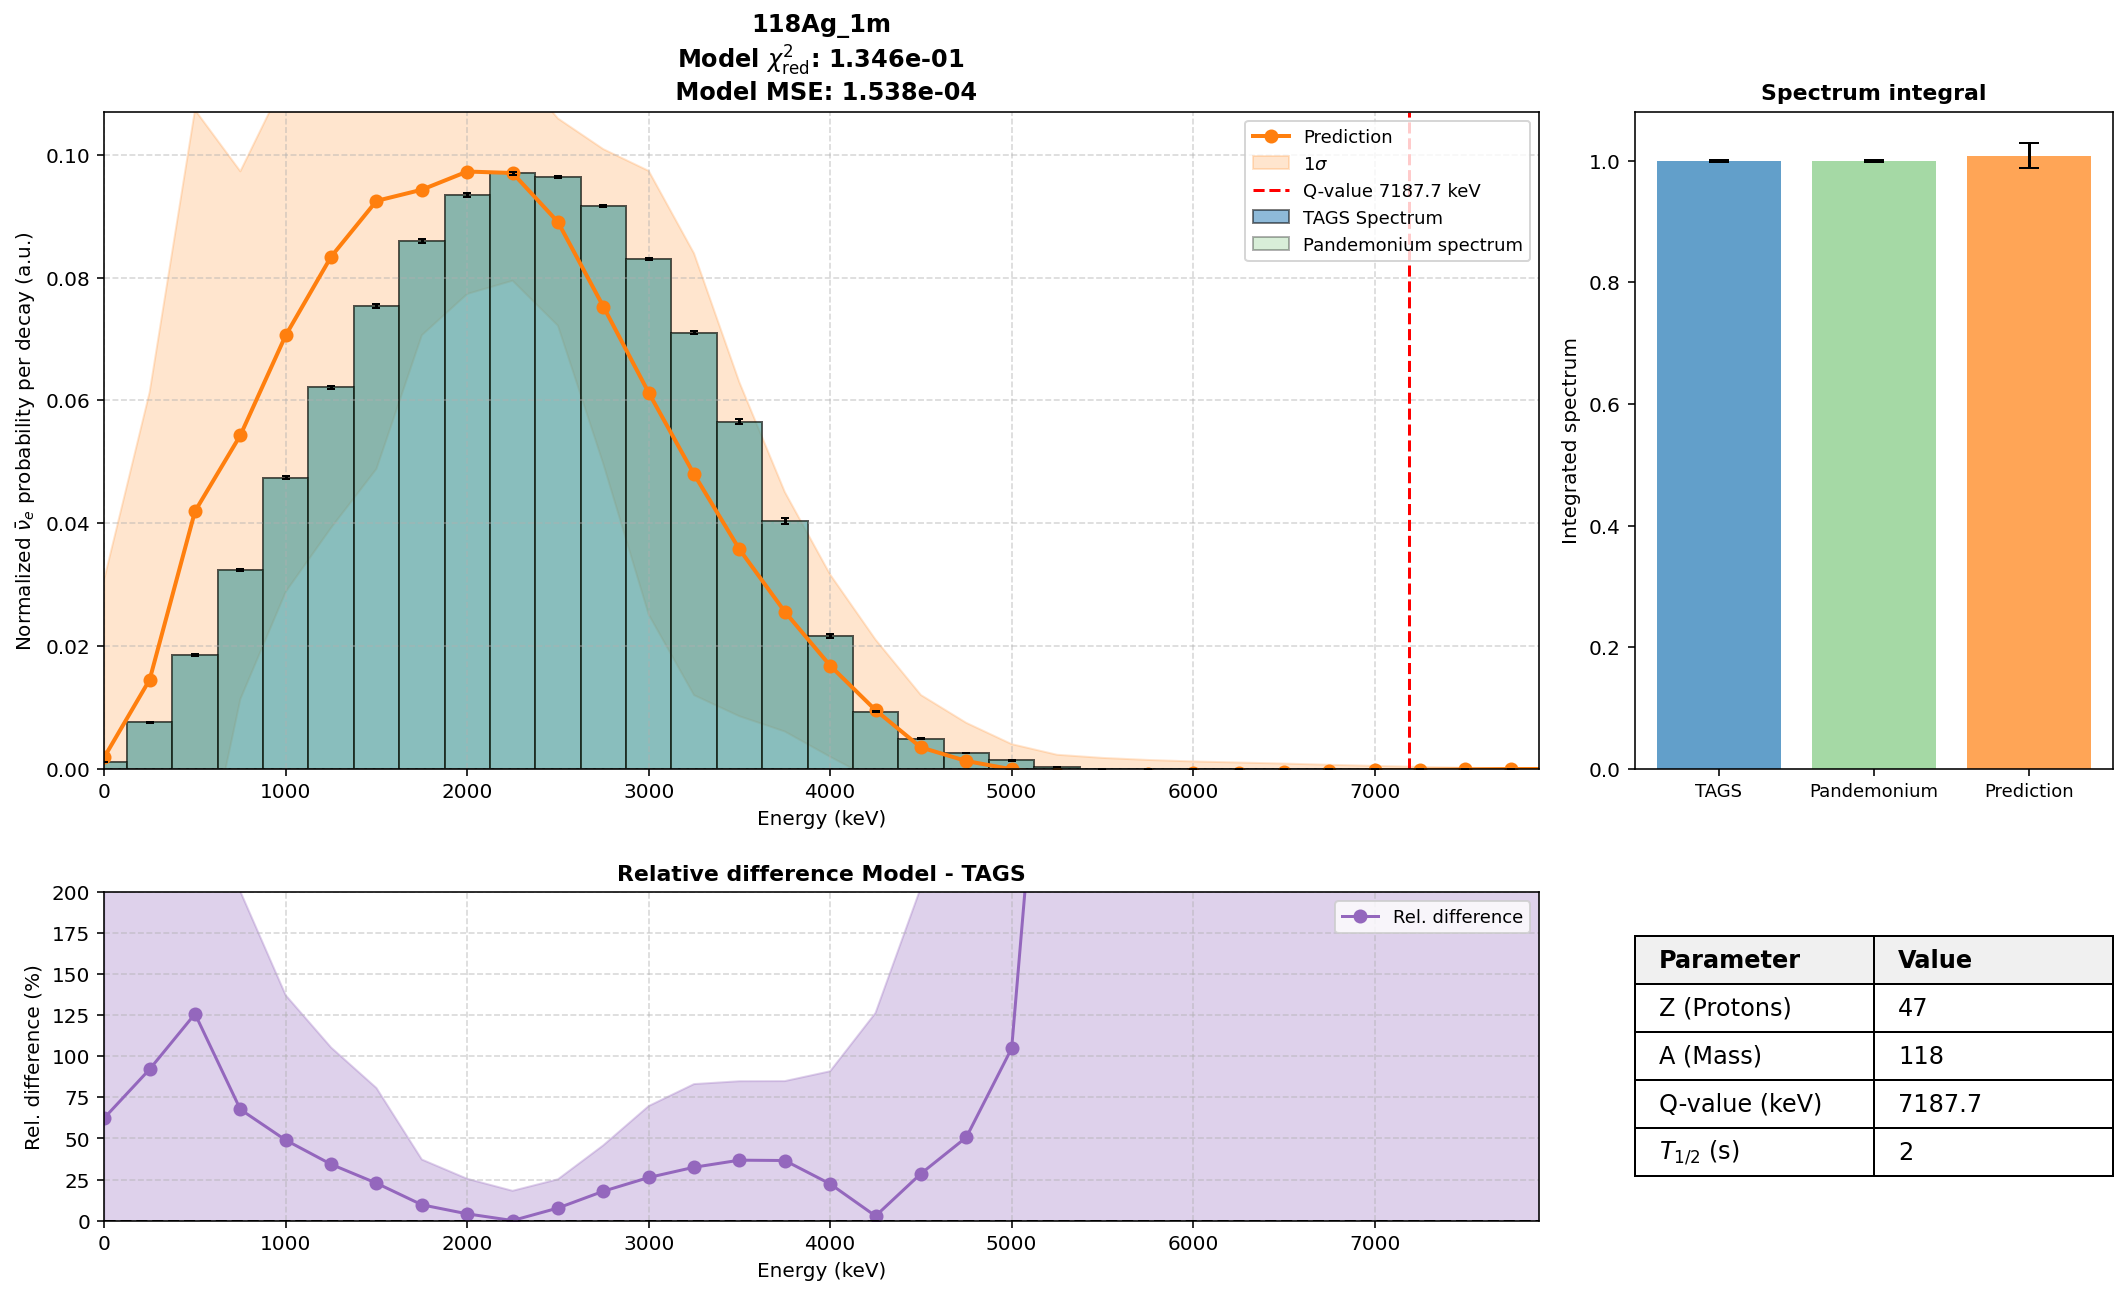 118Ag_1m
Model χ²red: 1.346e-01
Model MSE: 1.538e-04
Normalized ν̄e probability per decay (a.u.)
0.10
0.08
0.06
0.04
0.02
0.00
0 1000 2000 3000 4000 5000 6000 7000
Energy (keV)
Prediction
1σ
Q-value 7187.7 keV
TAGS Spectrum
Pandemonium spectrum
Spectrum integral
Integrated spectrum
1.0
0.8
0.6
0.4
0.2
0.0
TAGS Pandemonium Prediction
Relative difference Model - TAGS
Rel. difference (%)
200
175
150
125
100
75
50
25
0
0 1000 2000 3000 4000 5000 6000 7000
Energy (keV)
Rel. difference
Parameter Value
Z (Protons) 47
A (Mass) 118
Q-value (keV) 7187.7
T1/2 (s) 2